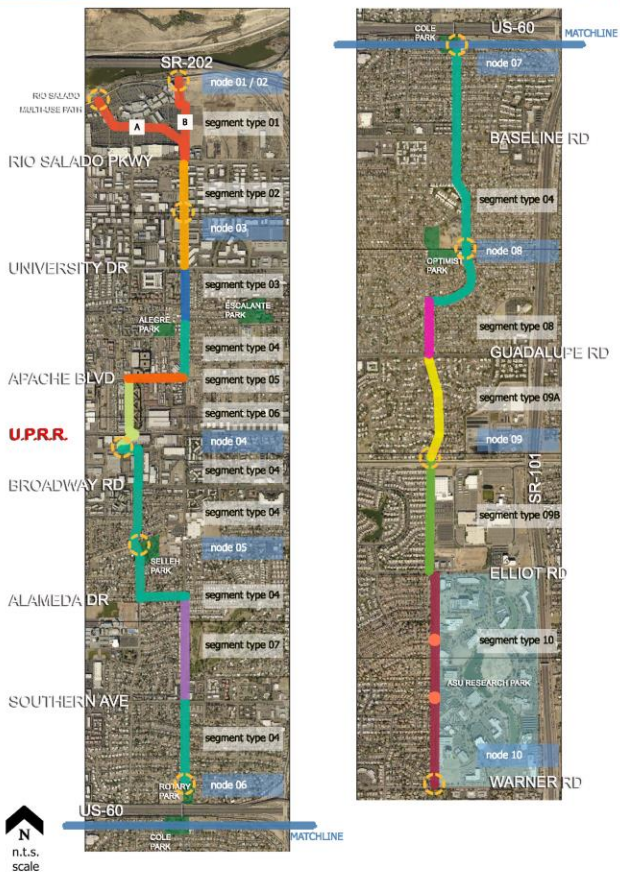 SR-202
node 01 / 02
RIO SALADO
MULTI-USE PATH
A
B
segment type 01
RIO SALADO PKWY
segment type 02
node 03
UNIVERSITY DR
segment type 03
ESCALANTE
PARK
ALEGRE
PARK
segment type 04
APACHE BLVD
segment type 05
segment type 06
U.P.R.R.
node 04
segment type 04
BROADWAY RD
segment type 04
node 05
SELLEH
PARK
ALAMEDA DR
segment type 04
segment type 07
SOUTHERN AVE
segment type 04
node 06
ROTARY
PARK
US-60
MATCHLINE
COLE
PARK
N
n.t.s.
scale
COLE
PARK
US-60
MATCHLINE
node 07
BASELINE RD
segment type 04
node 08
OPTIMIST
PARK
segment type 08
GUADALUPE RD
segment type 09A
node 09
SR-101
segment type 09B
ELLIOT RD
segment type 10
ASU RESEARCH PARK
node 10
WARNER RD